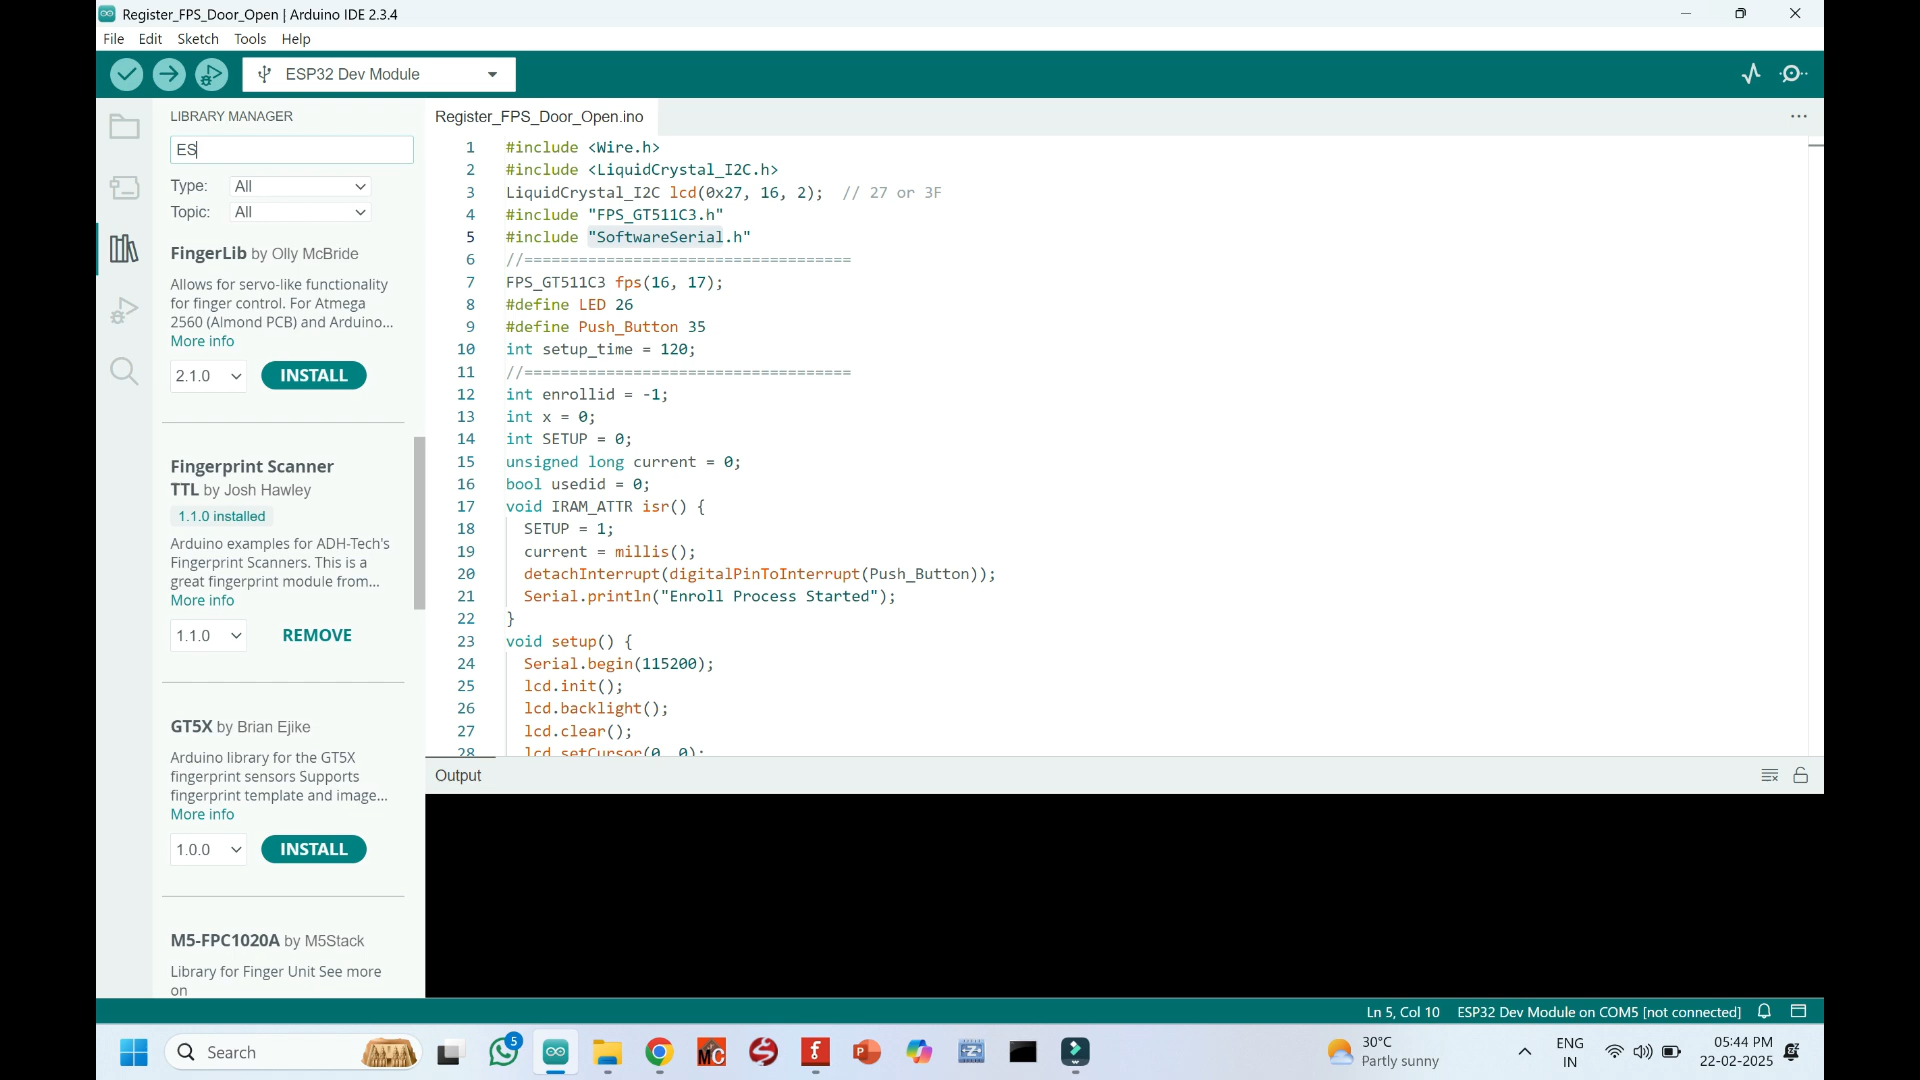 Register_FPS_Door_Open | Arduino IDE 2.3.4
File Edit Sketch Tools Help
ESP32 Dev Module
LIBRARY MANAGER
ES
Type: All
Topic: All
FingerLib by Olly McBride
Allows for servo-like functionality
for finger control. For Atmega
2560 (Almond PCB) and Arduino...
More info
2.1.0 INSTALL
Fingerprint Scanner
TTL by Josh Hawley
1.1.0 installed
Arduino examples for ADH-Tech's
Fingerprint Scanners. This is a
great fingerprint module from...
More info
1.1.0 REMOVE
GT5X by Brian Ejike
Arduino library for the GT5X
fingerprint sensors Supports
fingerprint template and image...
More info
1.0.0 INSTALL
M5-FPC1020A by M5Stack
Library for Finger Unit See more
on
Register_FPS_Door_Open.ino
1 #include <Wire.h>
2 #include <LiquidCrystal_I2C.h>
3 LiquidCrystal_I2C lcd(0x27, 16, 2); // 27 or 3F
4 #include "FPS_GT511C3.h"
5 #include "SoftwareSerial.h"
6 //====================================
7 FPS_GT511C3 fps(16, 17);
8 #define LED 26
9 #define Push_Button 35
10 int setup_time = 120;
11 //====================================
12 int enrollid = -1;
13 int x = 0;
14 int SETUP = 0;
15 unsigned long current = 0;
16 bool usedid = 0;
17 void IRAM_ATTR isr() {
18 SETUP = 1;
19 current = millis();
20 detachInterrupt(digitalPinToInterrupt(Push_Button));
21 Serial.println("Enroll Process Started");
22 }
23 void setup() {
24 Serial.begin(115200);
25 lcd.init();
26 lcd.backlight();
27 lcd.clear();
28 lcd.setCursor(0, 0);
Output
Ln 5, Col 10 ESP32 Dev Module on COM5 [not connected]
Search
5
MC
30°C
Partly sunny
ENG
IN
05:44 PM
22-02-2025